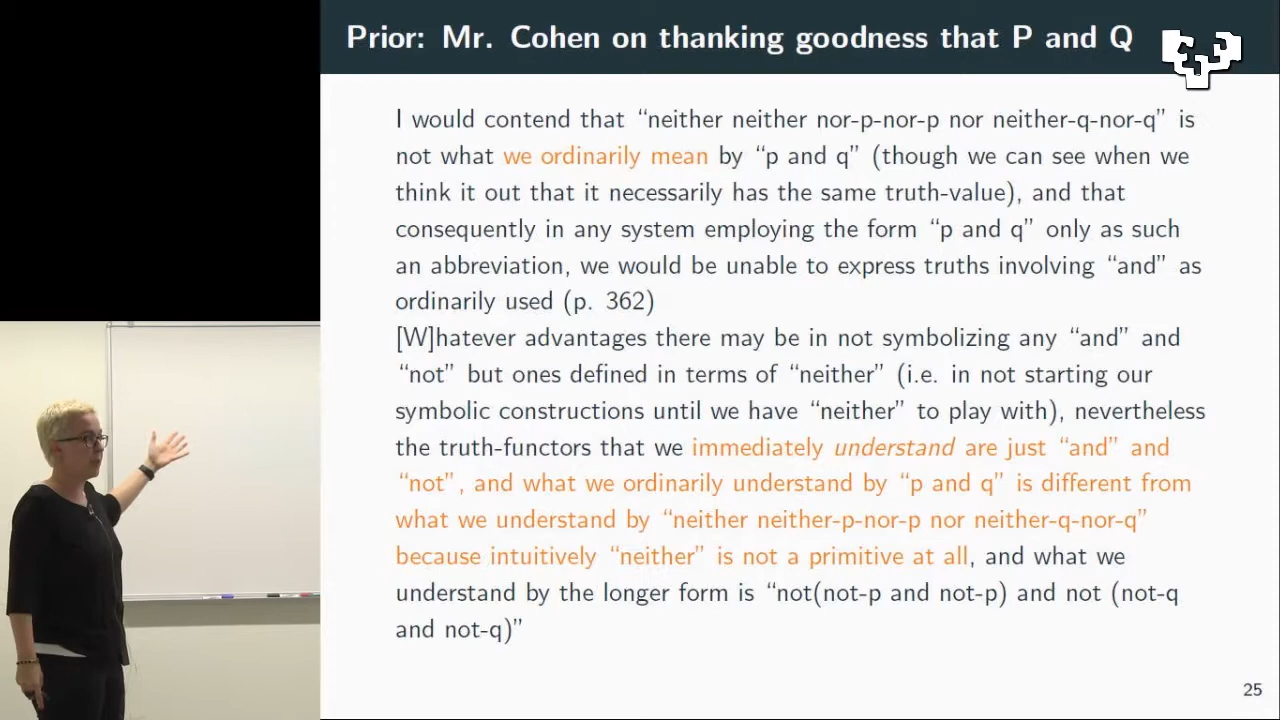 Prior: Mr. Cohen on thanking goodness that P and Q
I would contend that “neither neither nor-p-nor-p nor neither-q-nor-q” is
not what we ordinarily mean by “p and q” (though we can see when we
think it out that it necessarily has the same truth-value), and that
consequently in any system employing the form “p and q” only as such
an abbreviation, we would be unable to express truths involving “and” as
ordinarily used (p. 362)
[W]hatever advantages there may be in not symbolizing any “and” and
“not” but ones defined in terms of “neither” (i.e. in not starting our
symbolic constructions until we have “neither” to play with), nevertheless
the truth-functors that we immediately understand are just “and” and
“not”, and what we ordinarily understand by “p and q” is different from
what we understand by “neither neither-p-nor-p nor neither-q-nor-q”
because intuitively “neither” is not a primitive at all, and what we
understand by the longer form is “not(not-p and not-p) and not (not-q
and not-q)”
25